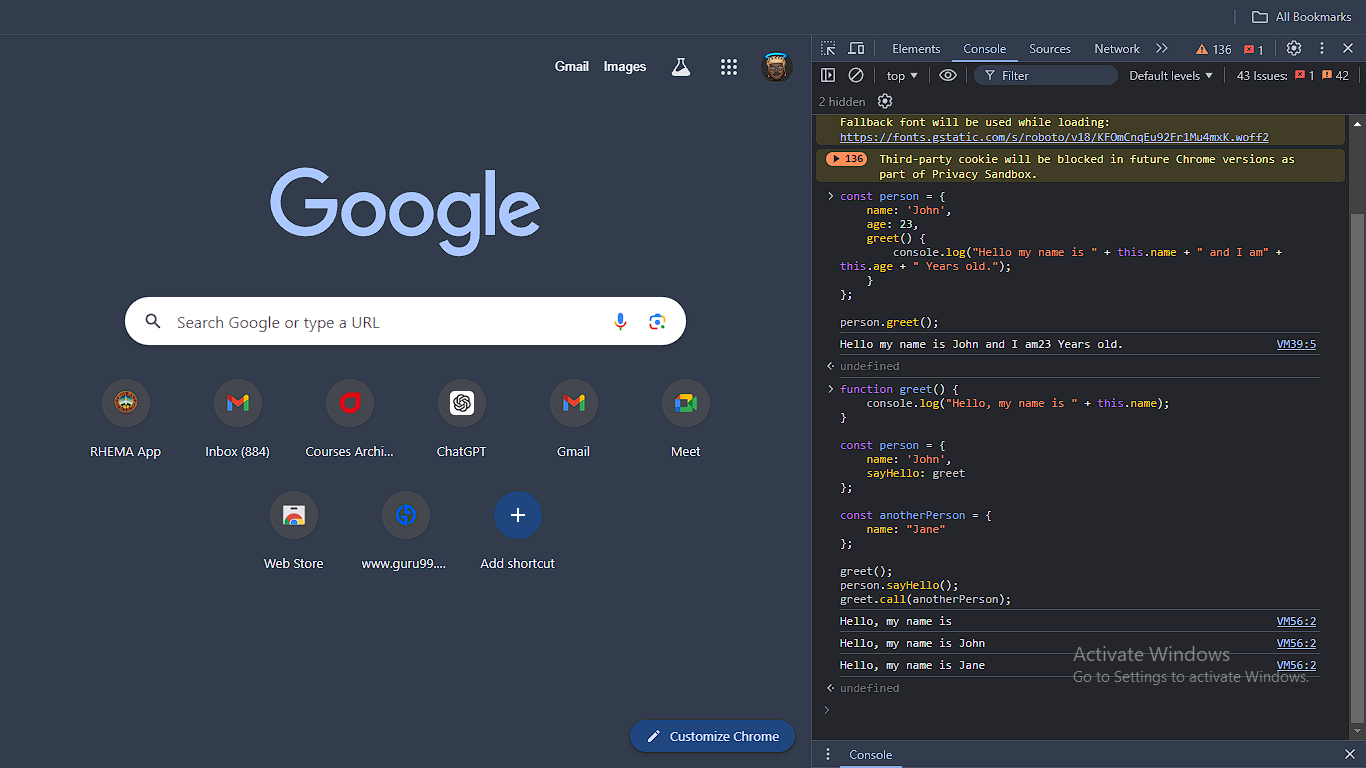 All Bookmarks
Gmail Images
Google
Search Google or type a URL
RHEMA App
Inbox (884)
Courses Archi...
ChatGPT
Gmail
Meet
Web Store
www.guru99....
Add shortcut
Customize Chrome
Elements Console Sources Network 136 1
top Filter Default levels 43 Issues: 1 42
2 hidden
Fallback font will be used while loading:
https://fonts.gstatic.com/s/roboto/v18/KFOmCnqEu92Fr1Mu4mxK.woff2
136 Third-party cookie will be blocked in future Chrome versions as
part of Privacy Sandbox.
> const person = {
name: 'John',
age: 23,
greet() {
console.log("Hello my name is " + this.name + " and I am" +
this.age + " Years old.");
}
};
person.greet();
Hello my name is John and I am23 Years old. VM39:5
undefined
> function greet() {
console.log("Hello, my name is " + this.name);
}
const person = {
name: 'John',
sayHello: greet
};
const anotherPerson = {
name: "Jane"
};
greet();
person.sayHello();
greet.call(anotherPerson);
Hello, my name is VM56:2
Hello, my name is John VM56:2
Hello, my name is Jane VM56:2
undefined
>
Activate Windows
Go to Settings to activate Windows.
Console